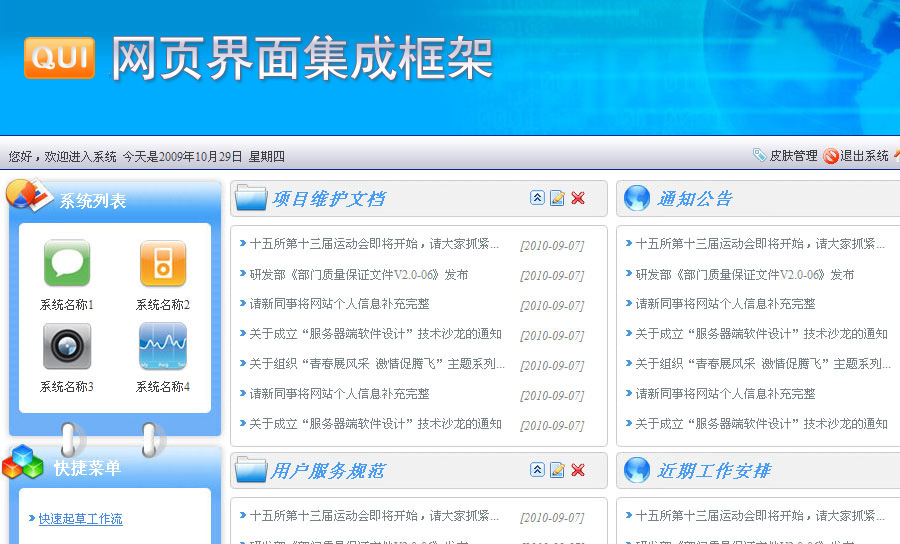 QUI 网页界面集成框架
您好，欢迎进入系统 今天是2009年10月29日 星期四
皮肤管理 退出系统
系统列表
系统名称1 系统名称2
系统名称3 系统名称4
快捷菜单
快速起草工作流
项目维护文档
十五所第十三届运动会即将开始，请大家抓紧... [2010-09-07]
研发部《部门质量保证文件V2.0-06》发布 [2010-09-07]
请新同事将网站个人信息补充完整 [2010-09-07]
关于成立“服务器端软件设计”技术沙龙的通知 [2010-09-07]
关于组织“青春展风采 激情促腾飞”主题系列... [2010-09-07]
请新同事将网站个人信息补充完整 [2010-09-07]
关于成立“服务器端软件设计”技术沙龙的通知 [2010-09-07]
用户服务规范
十五所第十三届运动会即将开始，请大家抓紧... [2010-09-07]
通知公告
十五所第十三届运动会即将开始，请大家抓紧...
研发部《部门质量保证文件V2.0-06》发布
请新同事将网站个人信息补充完整
关于成立“服务器端软件设计”技术沙龙的通知
关于组织“青春展风采 激情促腾飞”主题系列...
请新同事将网站个人信息补充完整
关于成立“服务器端软件设计”技术沙龙的通知
近期工作安排
十五所第十三届运动会即将开始，请大家抓紧...